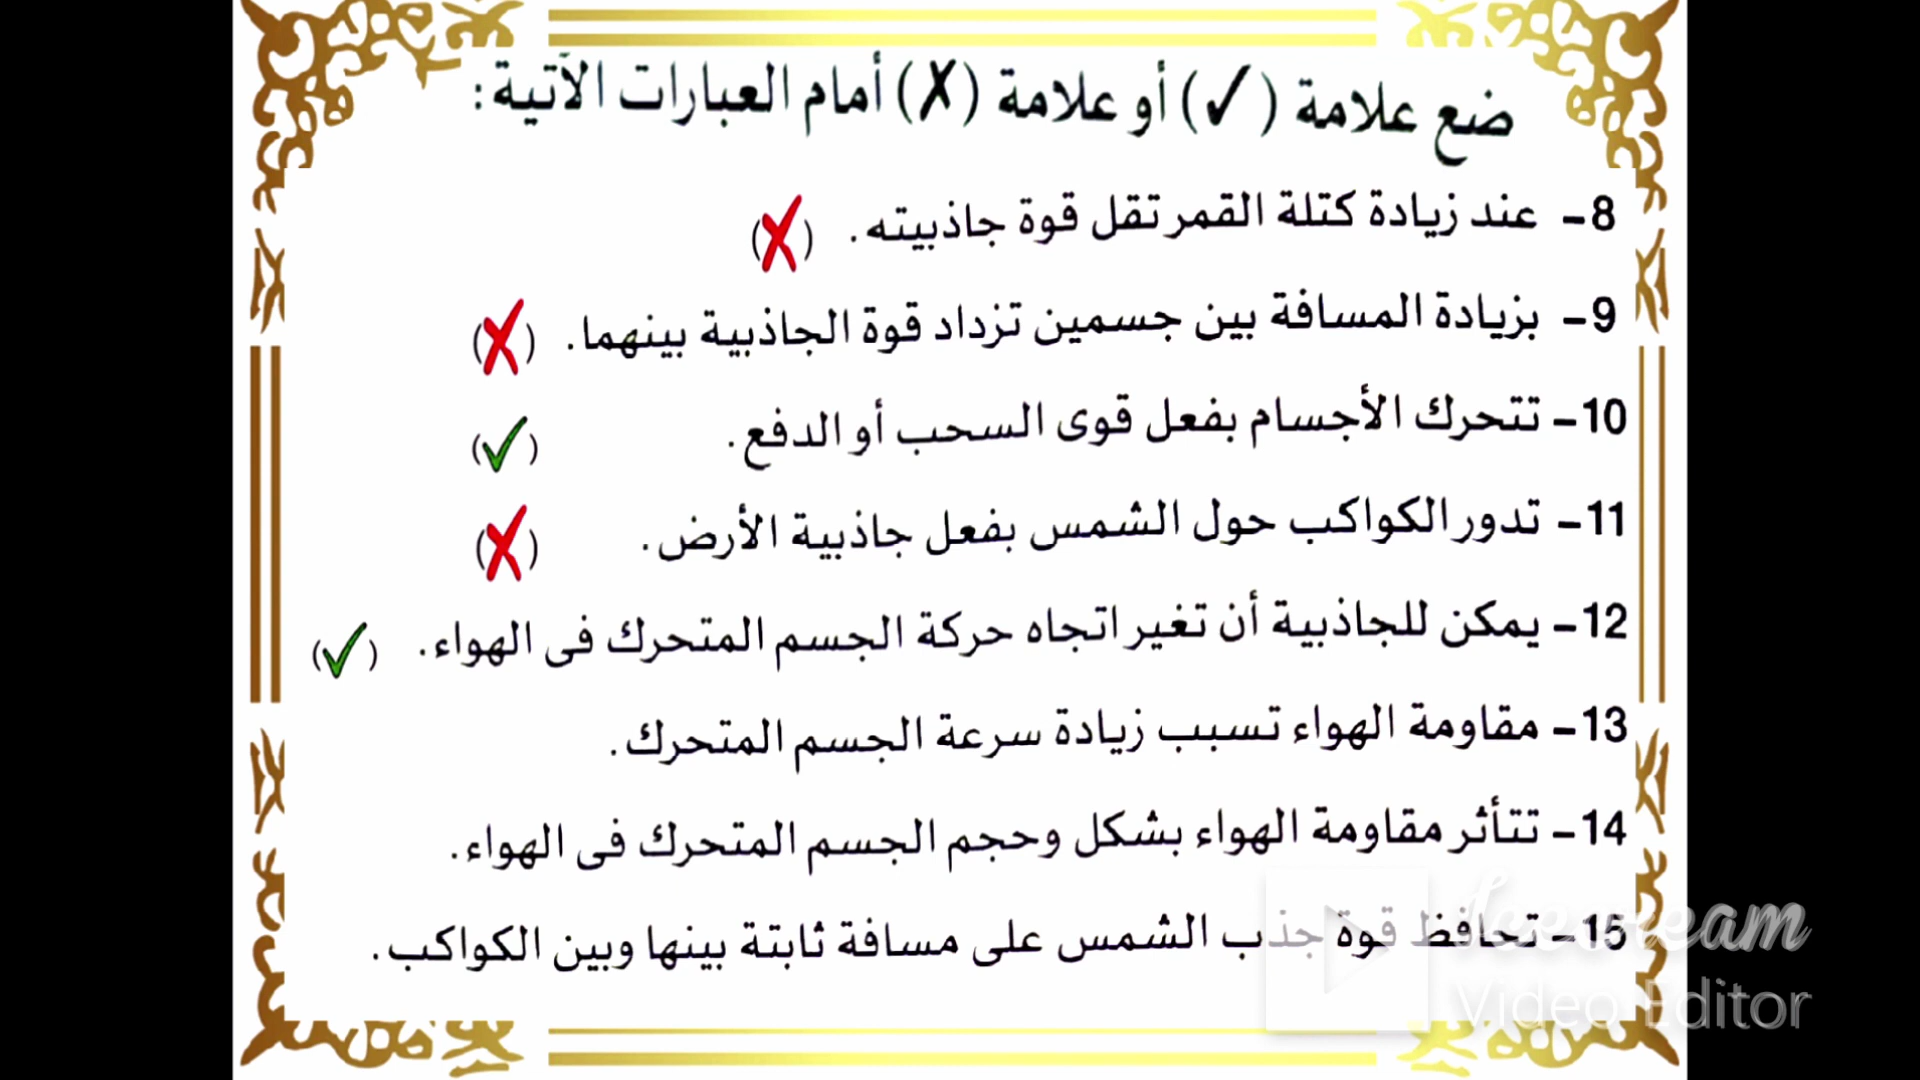 ضع علامة (✓) أو علامة (✗) أمام العبارات الآتية:
8- عند زيادة كتلة القمر تقل قوة جاذبيته. (✗)
9- بزيادة المسافة بين جسمين تزداد قوة الجاذبية بينهما. (✗)
10- تتحرك الأجسام بفعل قوى السحب أو الدفع. (✓)
11- تدور الكواكب حول الشمس بفعل جاذبية الأرض. (✗)
12- يمكن للجاذبية أن تغير اتجاه حركة الجسم المتحرك فى الهواء. (✓)
13- مقاومة الهواء تسبب زيادة سرعة الجسم المتحرك.
14- تتأثر مقاومة الهواء بشكل وحجم الجسم المتحرك فى الهواء.
15- تحافظ قوة جذب الشمس على مسافة ثابتة بينها وبين الكواكب.
Video Editor